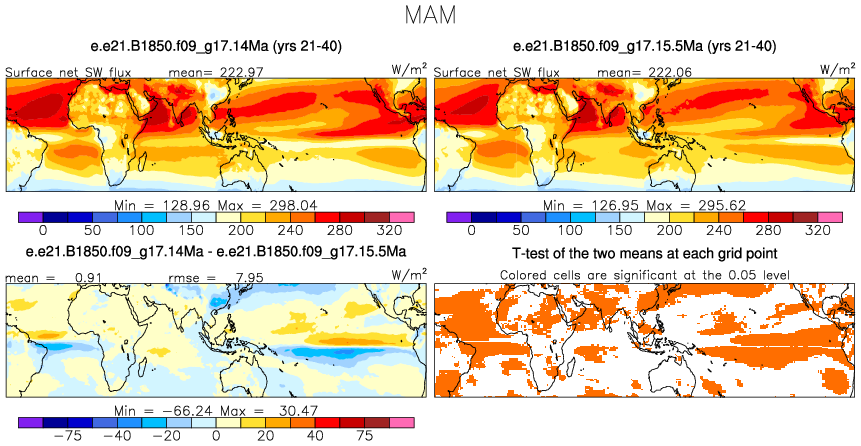 MAM
e.e21.B1850.f09_g17.14Ma (yrs 21-40)
Surface net SW flux mean= 222.97 W/m²
Min = 128.96 Max = 298.04
0 50 100 150 180 200 240 280 320
e.e21.B1850.f09_g17.15.5Ma (yrs 21-40)
Surface net SW flux mean= 222.06 W/m²
Min = 126.95 Max = 295.62
0 50 100 150 180 200 240 280 320
e.e21.B1850.f09_g17.14Ma - e.e21.B1850.f09_g17.15.5Ma
mean = 0.91 rmse = 7.95 W/m²
Min = -66.24 Max = 30.47
-75 -40 -20 0 20 40 75
T-test of the two means at each grid point
Colored cells are significant at the 0.05 level